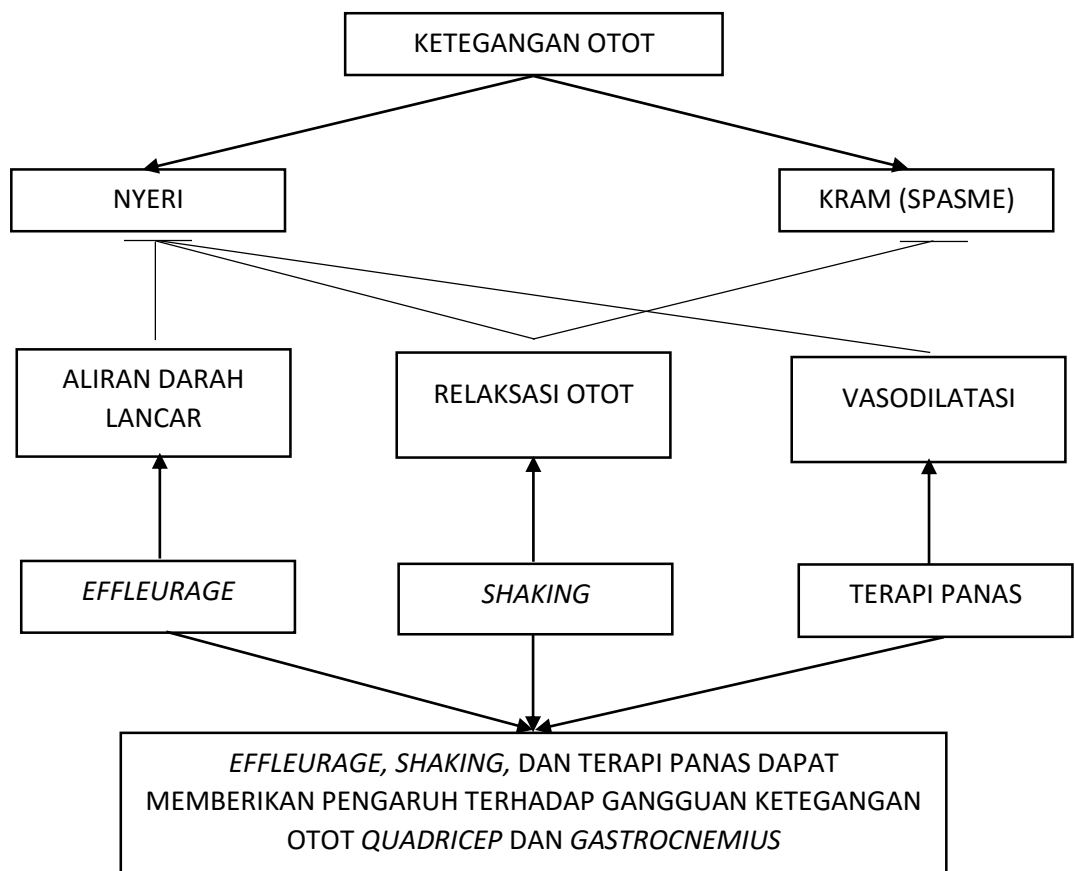 KETEGANGAN OTOT
NYERI
KRAM (SPASME)
ALIRAN DARAH
LANCAR
RELAKSASI OTOT
VASODILATASI
EFFLEURAGE
SHAKING
TERAPI PANAS
EFFLEURAGE, SHAKING, DAN TERAPI PANAS DAPAT
MEMBERIKAN PENGARUH TERHADAP GANGGUAN KETEGANGAN
OTOT QUADRICEP DAN GASTROCNEMIUS